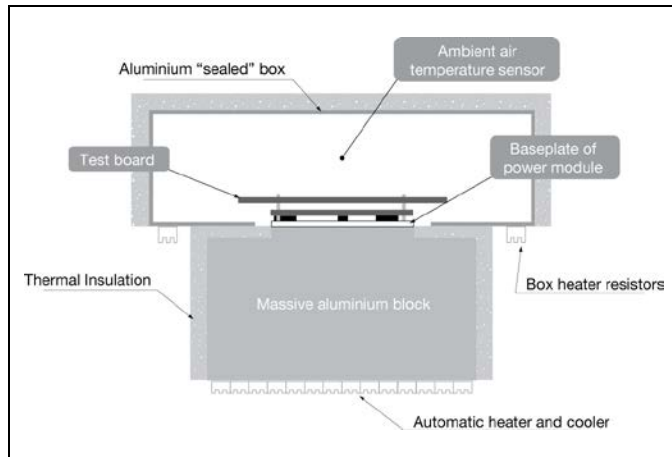 Aluminium “sealed” box
Ambient air
temperature sensor
Test board
Baseplate of
power module
Thermal Insulation
Massive aluminium block
Box heater resistors
Automatic heater and cooler